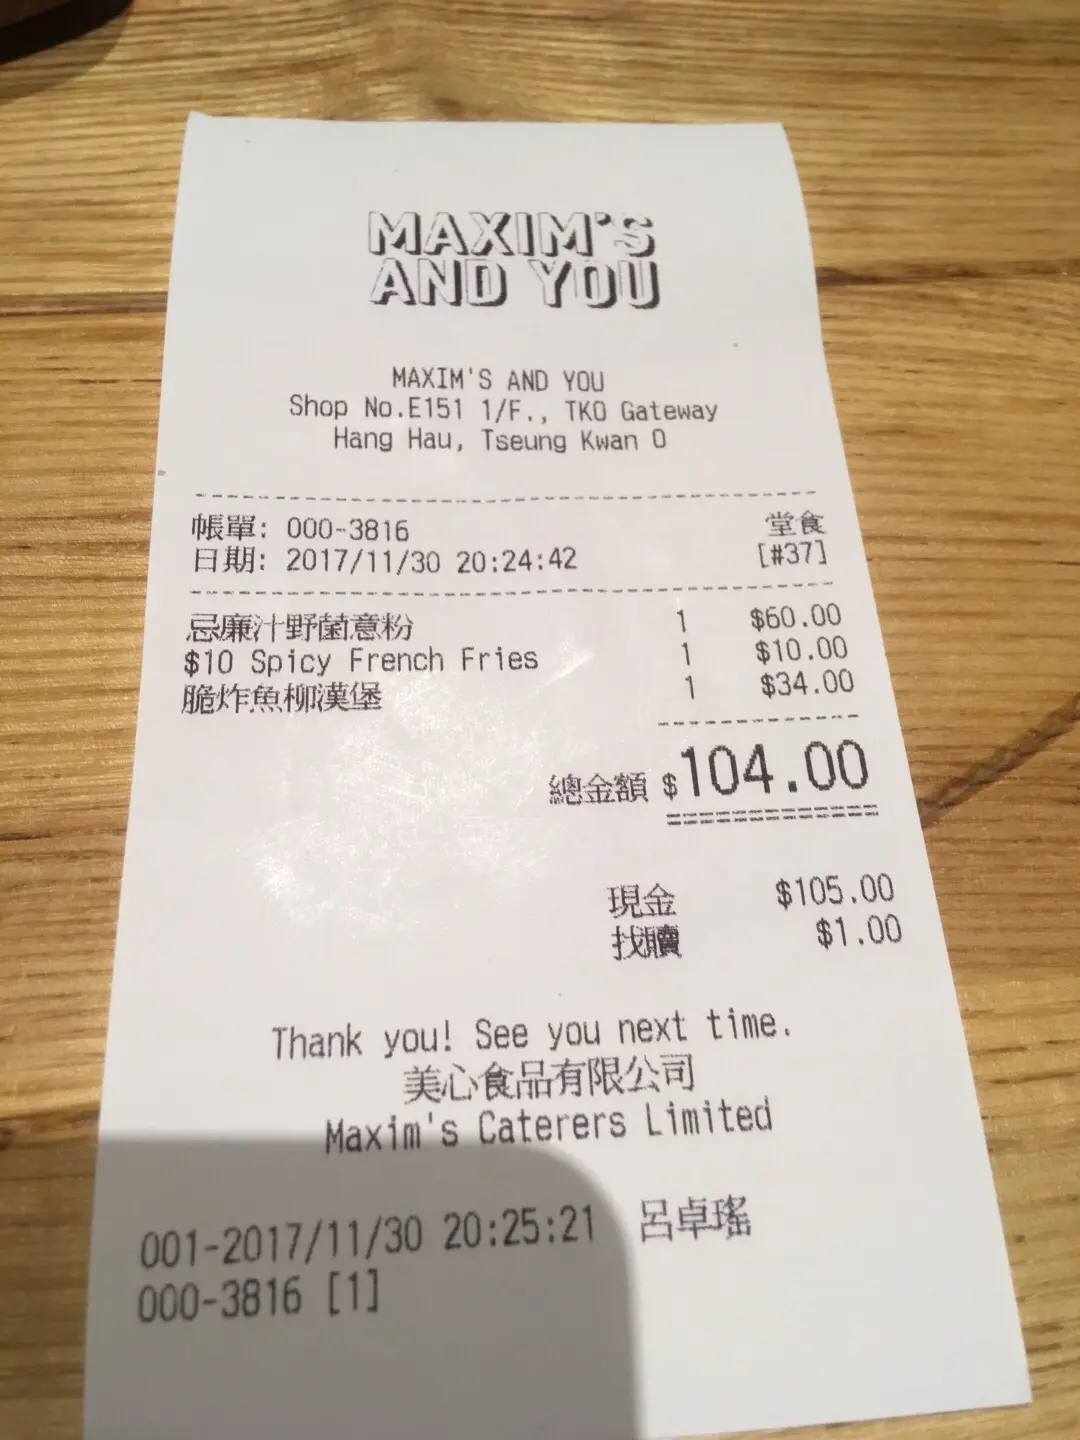 MAXIM'S
AND YOU
MAXIM'S AND YOU
Shop No.E151 1/F., TKO Gateway
Hang Hau, Tseung Kwan O
帳單: 000-3816 堂食
日期: 2017/11/30 20:24:42 [#37]
忌廉汁野菌意粉 1 $60.00
$10 Spicy French Fries 1 $10.00
脆炸魚柳漢堡 1 $34.00
總金額 $104.00
現金 $105.00
找贖 $1.00
Thank you! See you next time.
美心食品有限公司
Maxim's Caterers Limited
001-2017/11/30 20:25:21 呂卓瑤
000-3816 [1]